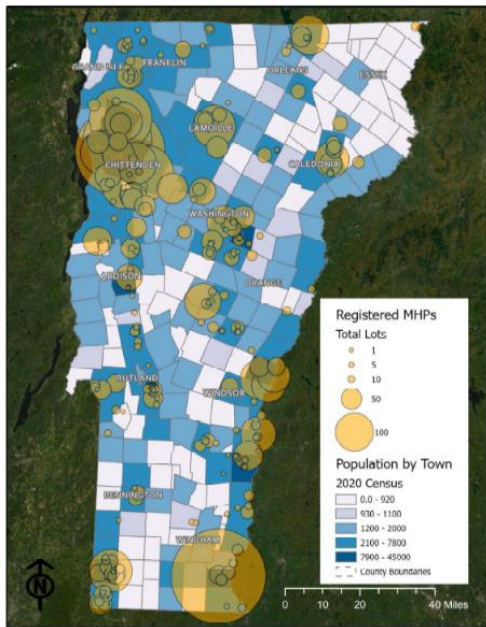 FRANKLIN
ORLEANS
ESSEX
LAMOILLE
CHITTENDEN
CALEDONIA
WASHINGTON
ADDISON
ORANGE
RUTLAND
WINDSOR
BENNINGTON
WINDHAM
N
Registered MHPs
Total Lots
1
5
10
50
100
Population by Town
2020 Census
0.0 - 920
930 - 1100
1200 - 2000
2100 - 7800
7900 - 45000
County Boundaries
0 5 10 20 40 Miles